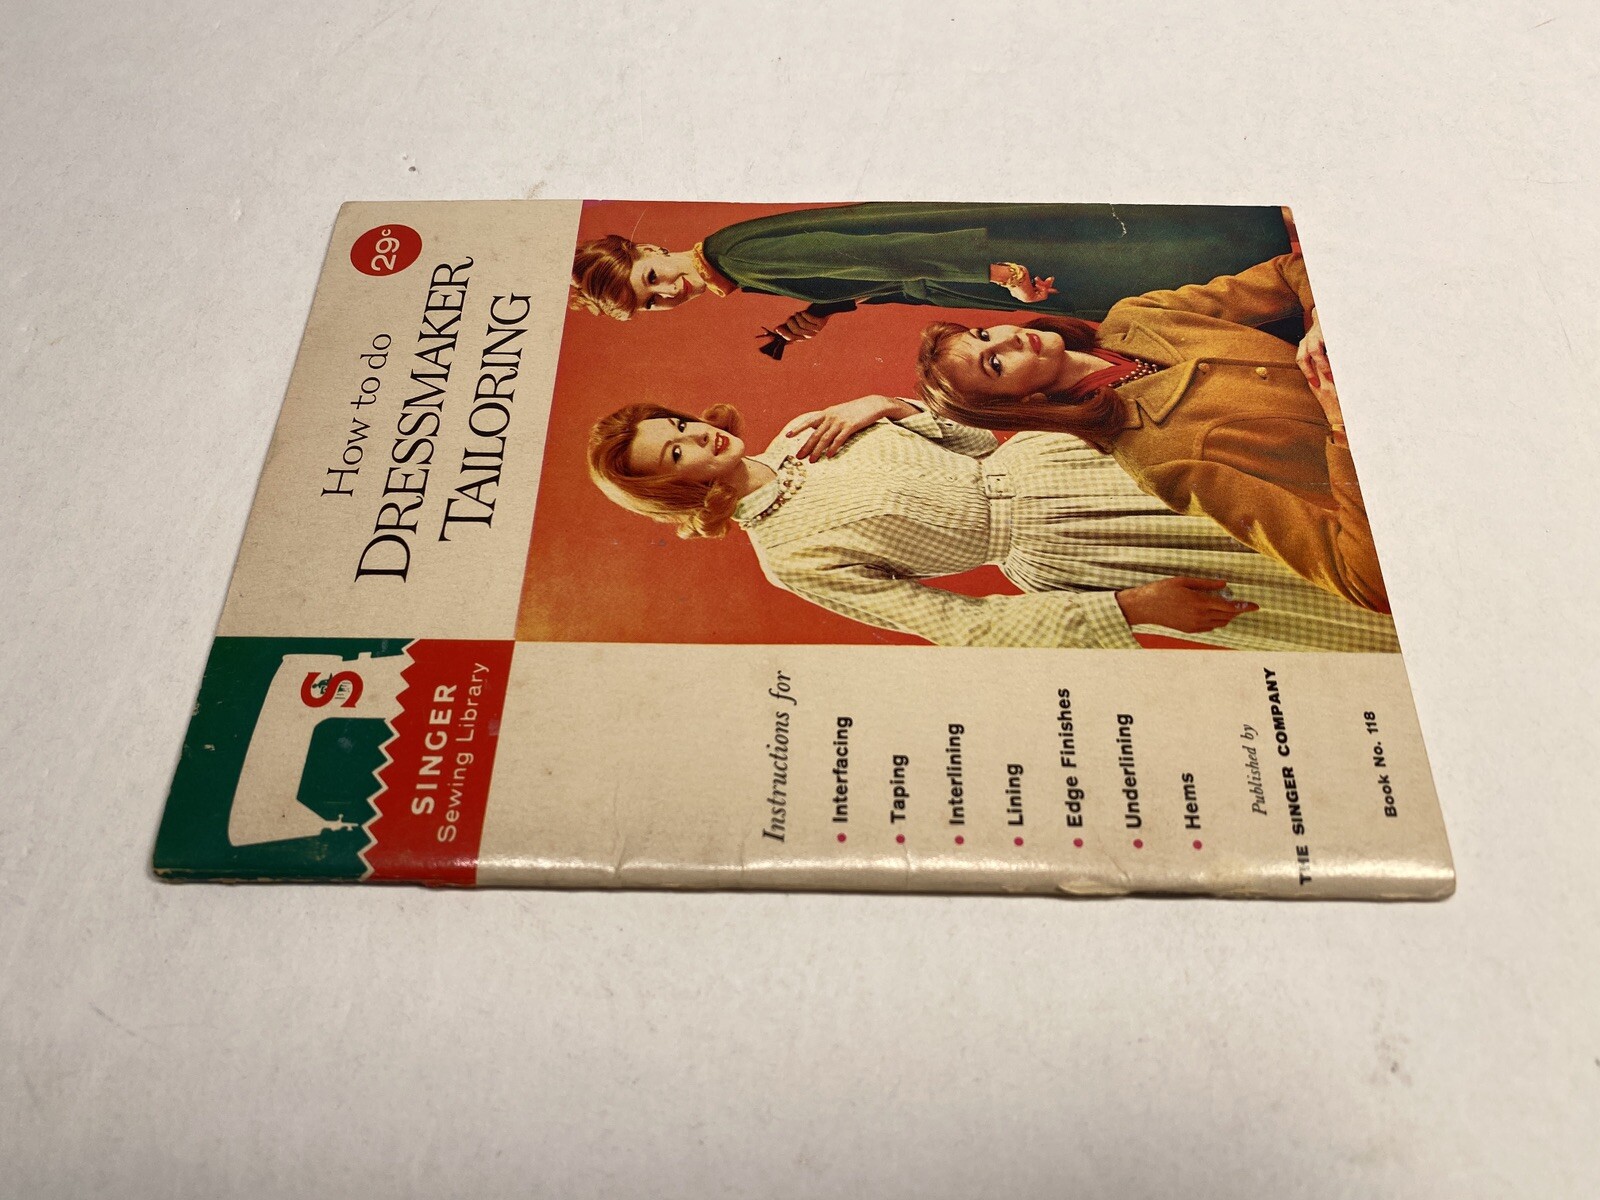 29c
How to do
DRESSMAKER
TAILORING
S
SINGER
Sewing Library
Instructions for
• Interfacing
• Taping
• Interlining
• Lining
• Edge Finishes
• Underlining
• Hems
Published by
THE SINGER COMPANY
Book No. 118